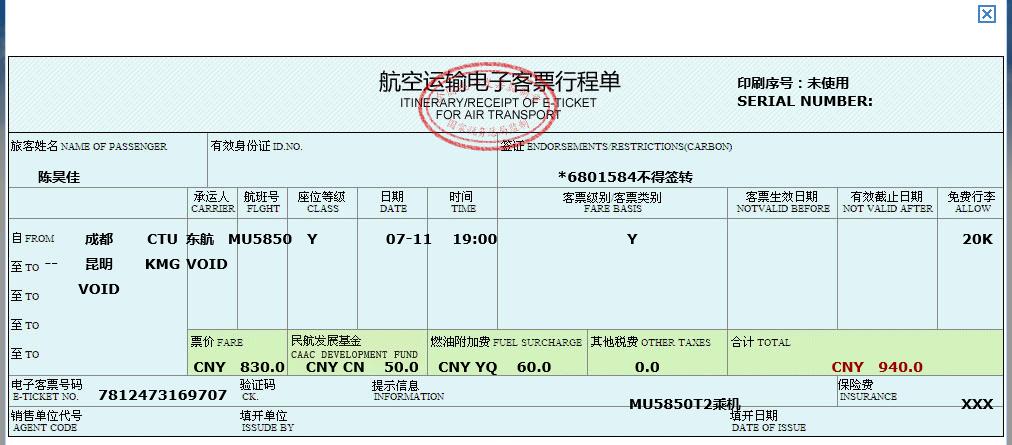 航空运输电子客票行程单
ITINERARY/RECEIPT OF E-TICKET
FOR AIR TRANSPORT
印刷序号：未使用
SERIAL NUMBER:
旅客姓名 NAME OF PASSENGER 有效身份证 ID.NO. 签证 ENDORSEMENTS/RESTRICTIONS(CARBON)
陈昊佳 *6801584不得签转
承运人 航班号 座位等级 日期 时间 客票级别/客票类别 客票生效日期 有效截止日期 免费行李
CARRIER FLGHT CLASS DATE TIME FARE BASIS NOTVALID BEFORE NOT VALID AFTER ALLOW
自 FROM 成都 CTU 东航 MU5850 Y 07-11 19:00 Y 20K
至 TO -- 昆明 KMG VOID
至 TO VOID
至 TO
至 TO
票价 FARE 民航发展基金 燃油附加费 FUEL SURCHARGE 其他税费 OTHER TAXES 合计 TOTAL
CAAC DEVELOPMENT FUND
CNY 830.0 CNY CN 50.0 CNY YQ 60.0 0.0 CNY 940.0
电子客票号码 验证码 提示信息 保险费
E-TICKET NO. 7812473169707 CK. INFORMATION INSURANCE
MU5850T2乘机 XXX
销售单位代号 填开单位 填开日期
AGENT CODE ISSUDE BY DATE OF ISSUE